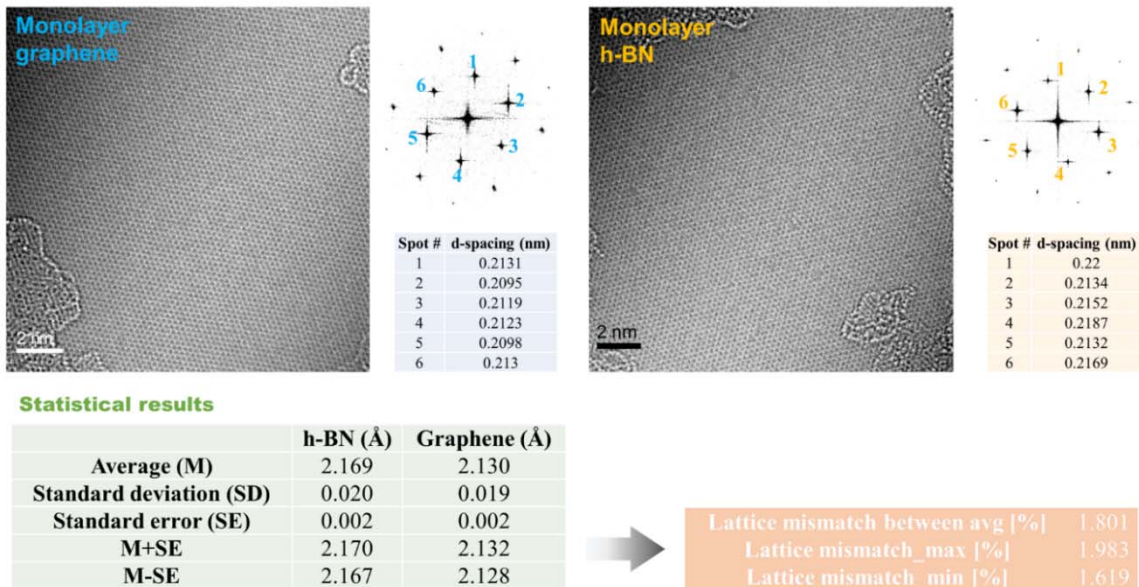 Monolayer
graphene
1
6
2
5
3
4
Spot # d-spacing (nm)
1 0.2131
2 0.2095
3 0.2119
4 0.2123
5 0.2098
6 0.213
2 nm
Monolayer
h-BN
1
2
6
3
5
4
Spot # d-spacing (nm)
1 0.22
2 0.2134
3 0.2152
4 0.2187
5 0.2132
6 0.2169
2 nm
Statistical results
h-BN (Å) Graphene (Å)
Average (M) 2.169 2.130
Standard deviation (SD) 0.020 0.019
Standard error (SE) 0.002 0.002
M+SE 2.170 2.132
M-SE 2.167 2.128
Lattice mismatch between avg [%] 1.801
Lattice mismatch_max [%] 1.983
Lattice mismatch_min [%] 1.619